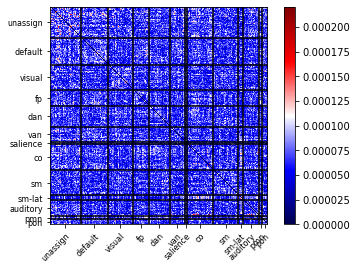 unassign
default
visual
fp
dan
van
salience
co
sm
sm-lat
auditory
pmn
pon
unassign
default
visual
fp
dan
van
salience
co
sm
sm-lat
auditory
pon
0.000200
0.000175
0.000150
0.000125
0.000100
0.000075
0.000050
0.000025
0.000000